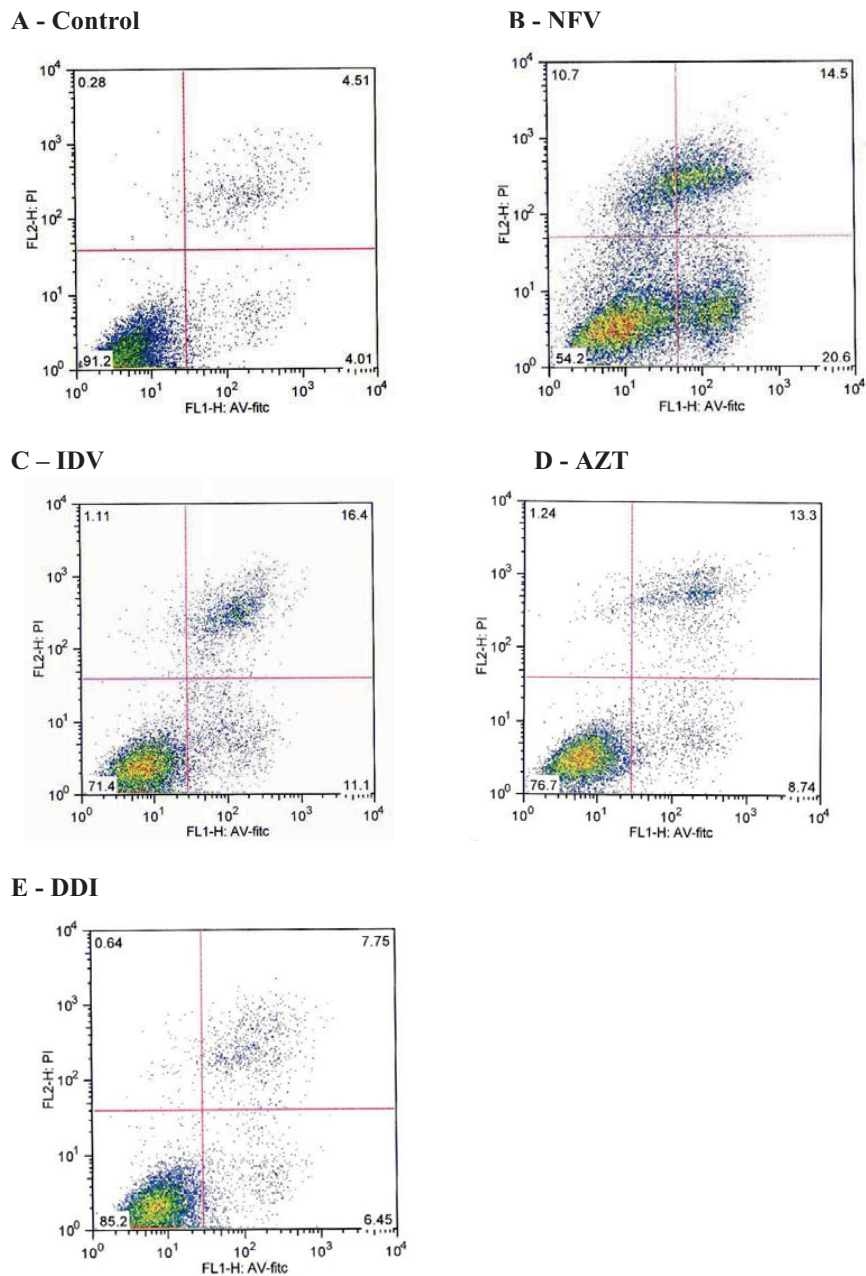 A - Control
B - NFV
0.28 4.51
91.2 4.01
10⁴
10³
10²
10¹
10⁰
10⁰ 10¹ 10² 10³ 10⁴
FL2-H: PI
FL1-H: AV-fitc
10.7 14.5
54.2 20.6
10⁴
10³
10²
10¹
10⁰
10⁰ 10¹ 10² 10³ 10⁴
FL2-H: PI
FL1-H: AV-fitc
C – IDV
D - AZT
1.11 16.4
71.4 11.1
10⁴
10³
10²
10¹
10⁰
10⁰ 10¹ 10² 10³ 10⁴
FL2-H: PI
FL1-H: AV-fitc
1.24 13.3
76.7 8.74
10⁴
10³
10²
10¹
10⁰
10⁰ 10¹ 10² 10³ 10⁴
FL2-H: PI
FL1-H: AV-fitc
E - DDI
0.64 7.75
85.2 6.45
10⁴
10³
10²
10¹
10⁰
10⁰ 10¹ 10² 10³ 10⁴
FL2-H: PI
FL1-H: AV-fitc